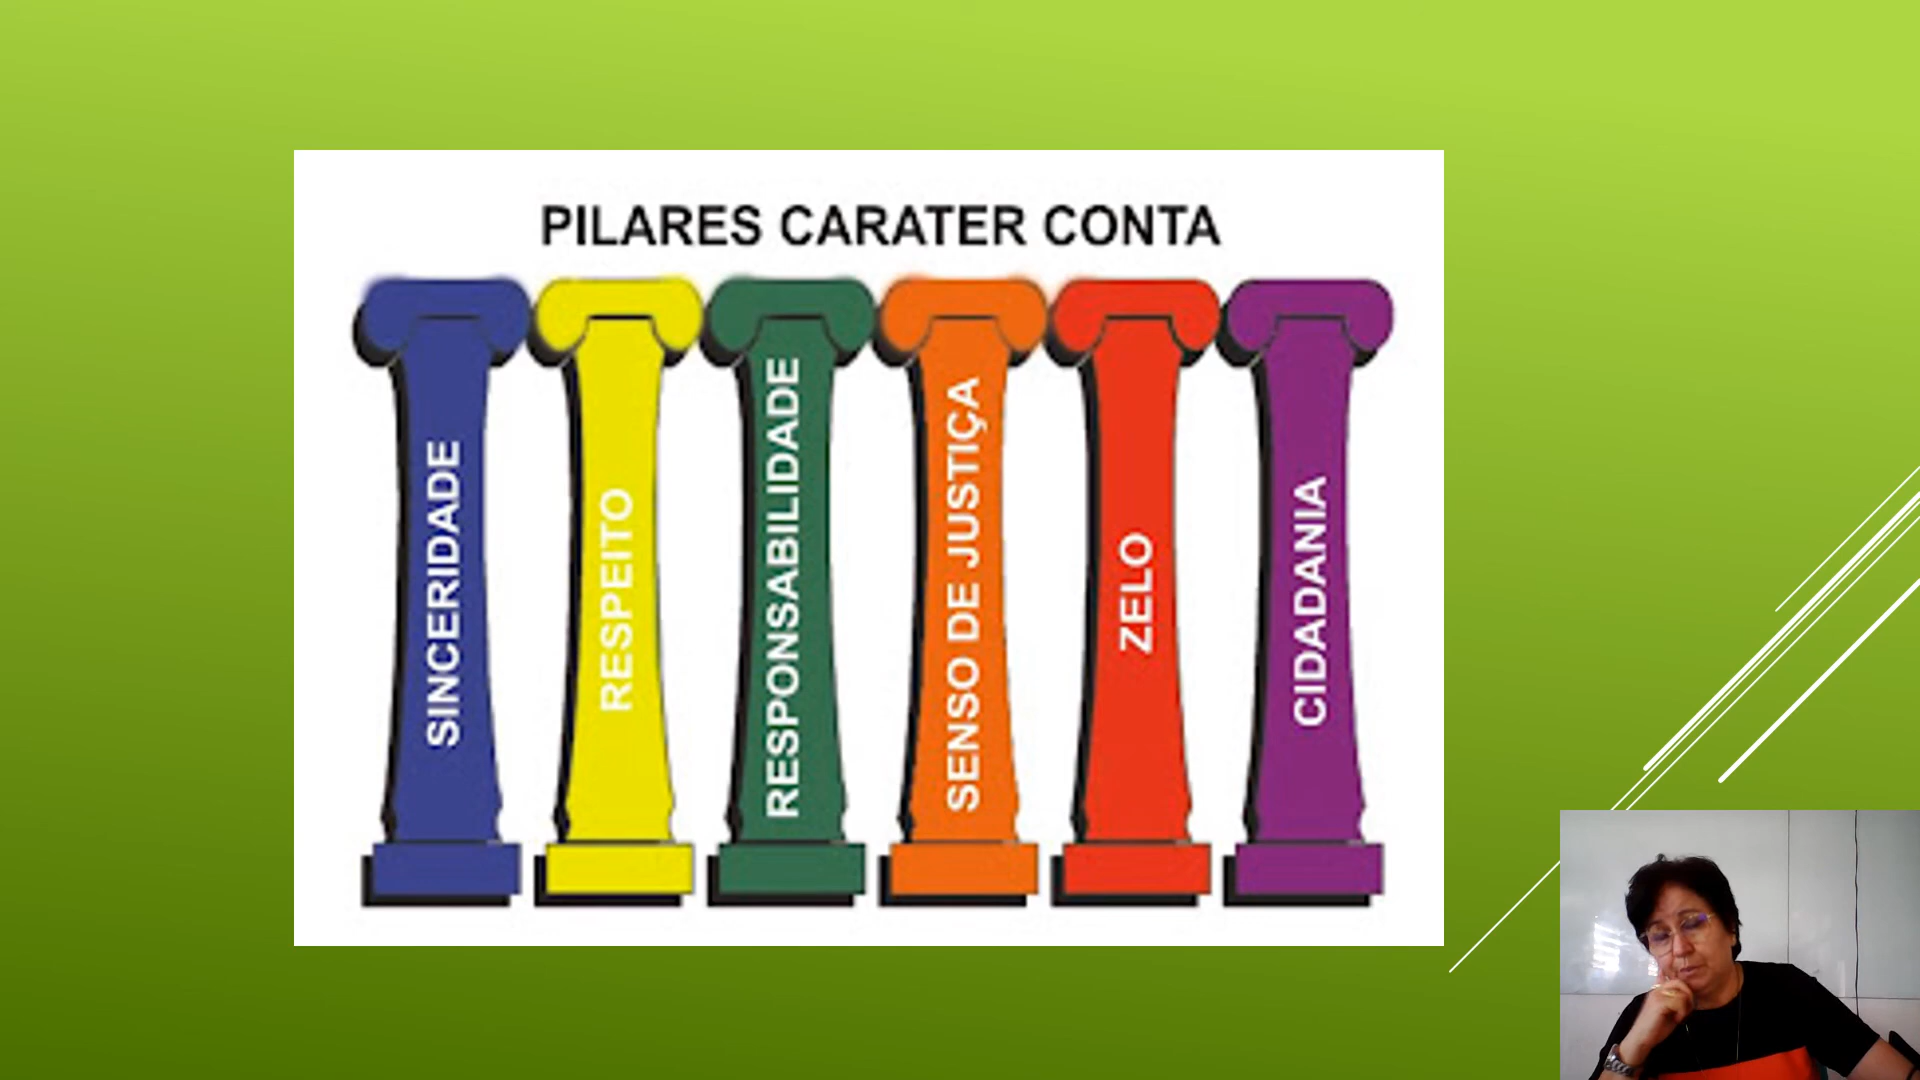 PILARES CARATER CONTA
SINCERIDADE
RESPEITO
RESPONSABILIDADE
SENSO DE JUSTIÇA
ZELO
CIDADANIA